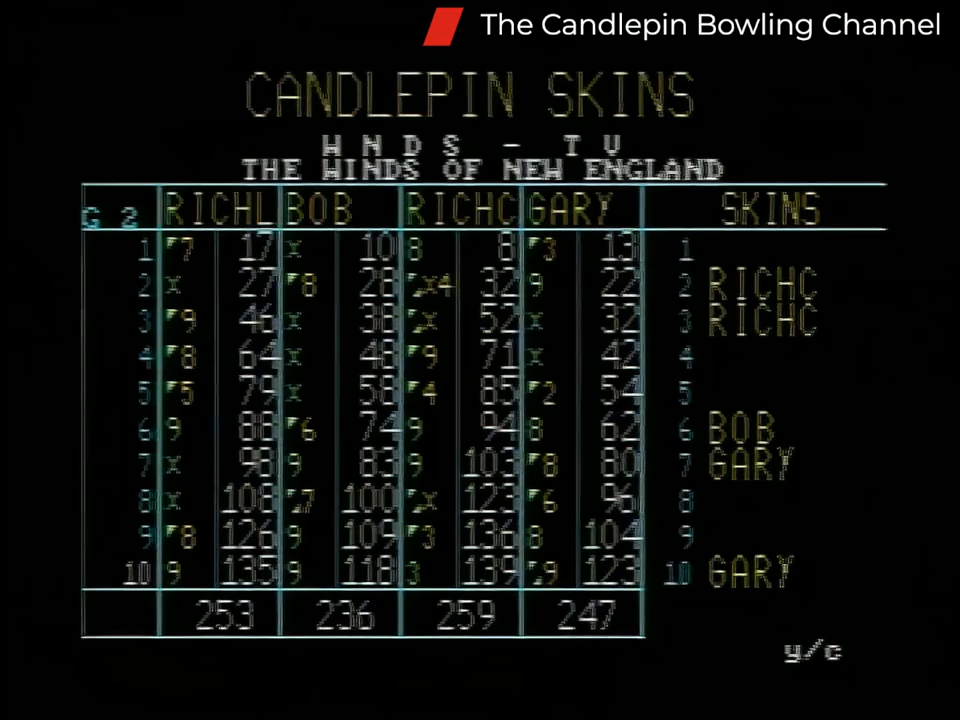 The Candlepin Bowling Channel
CANDLEPIN SKINS
WNDS - TV
THE WINDS OF NEW ENGLAND
G 2 RICHL BOB RICHC GARY SKINS
1 7 17 x 10 8 8 3 13 1
2 x 27 8 28 x4 32 9 22 2 RICHC
3 9 46 x 38 x 52 x 32 3 RICHC
4 8 64 x 48 9 71 x 42 4
5 5 79 x 58 4 85 2 54 5
6 9 88 6 74 9 94 8 62 6 BOB
7 x 98 9 83 9 103 8 80 7 GARY
8 x 108 7 100 x 123 6 96 8
9 8 126 9 109 3 136 8 104 9
10 9 135 9 118 3 139 9 123 10 GARY
253 236 259 247
y/c